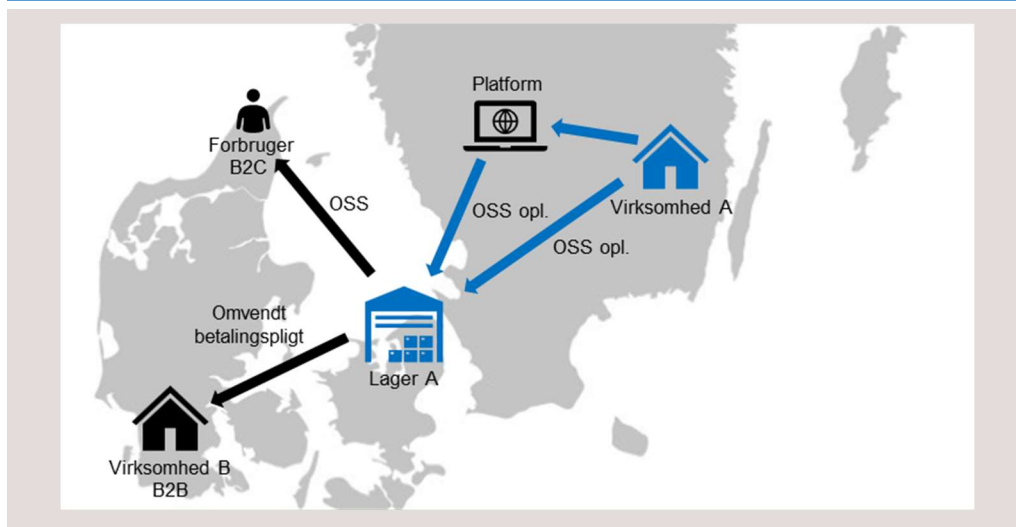 Platform
Forbruger
B2C
OSS
OSS opl.
Virksomhed A
OSS opl.
Omvendt
betalingspligt
Lager A
Virksomhed B
B2B